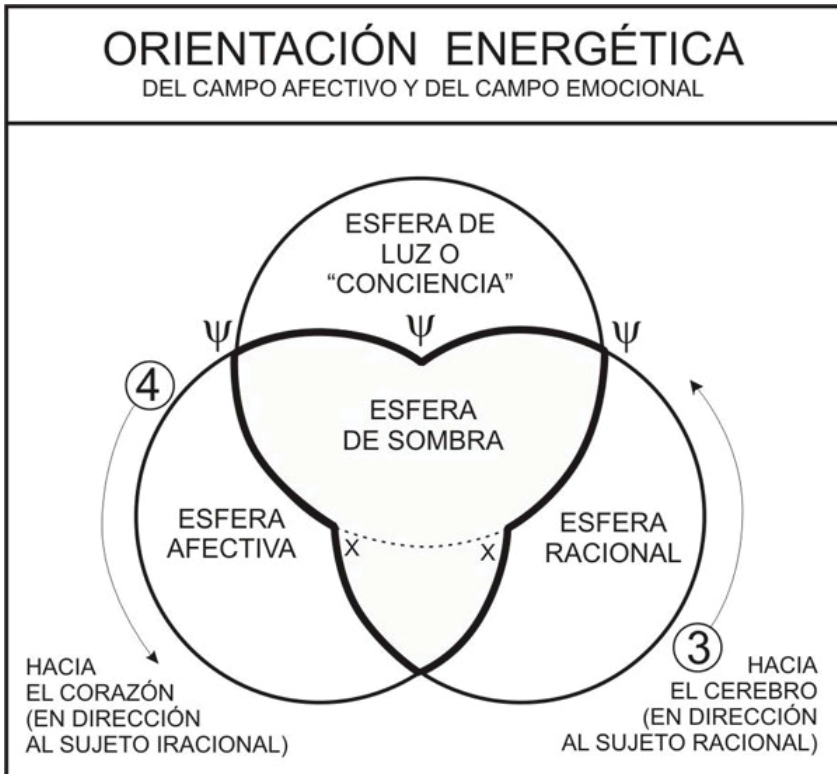 ORIENTACIÓN ENERGÉTICA
DEL CAMPO AFECTIVO Y DEL CAMPO EMOCIONAL
ESFERA DE
LUZ O
“CONCIENCIA”
Ψ
Ψ
Ψ
4
ESFERA
DE SOMBRA
ESFERA
AFECTIVA
ESFERA
RACIONAL
X
X
3
HACIA
EL CORAZÓN
(EN DIRECCIÓN
AL SUJETO IRACIONAL)
HACIA
EL CEREBRO
(EN DIRECCIÓN
AL SUJETO RACIONAL)